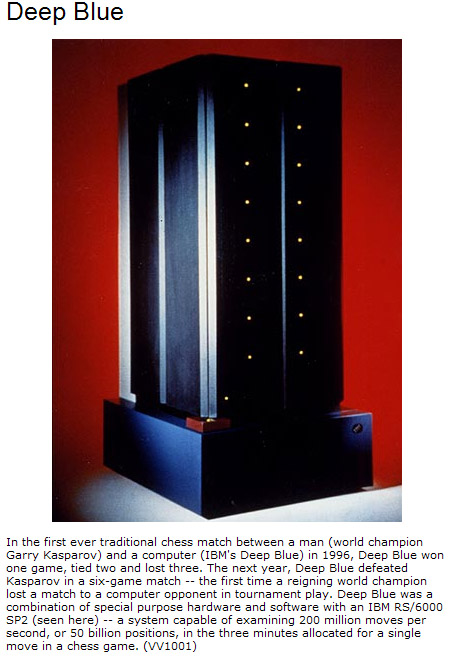 Deep Blue
In the first ever traditional chess match between a man (world champion
Garry Kasparov) and a computer (IBM's Deep Blue) in 1996, Deep Blue won
one game, tied two and lost three. The next year, Deep Blue defeated
Kasparov in a six-game match -- the first time a reigning world champion
lost a match to a computer opponent in tournament play. Deep Blue was a
combination of special purpose hardware and software with an IBM RS/6000
SP2 (seen here) -- a system capable of examining 200 million moves per
second, or 50 billion positions, in the three minutes allocated for a single
move in a chess game. (VV1001)